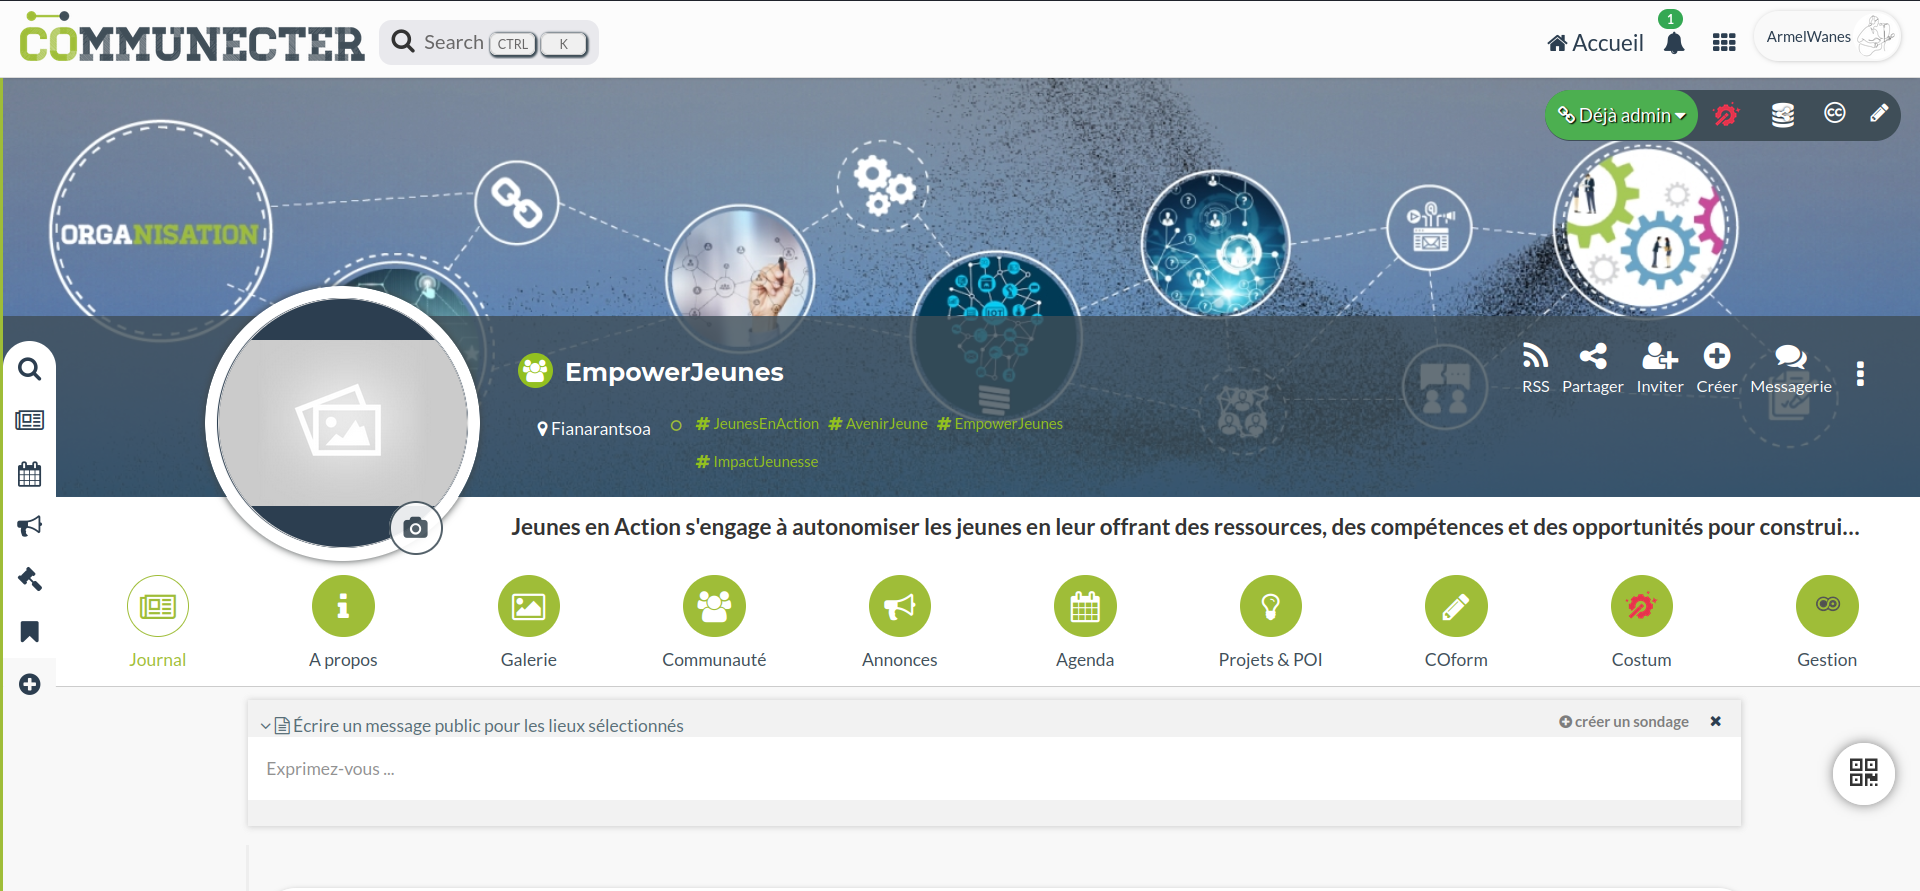 COMMUNECTER
Search CTRL K
Accueil
1
ArmelWanes
Déjà admin
ORGANISATION
IOT
EmpowerJeunes
RSS Partager Inviter Créer Messagerie
Fianarantsoa
# JeunesEnAction # AvenirJeune # EmpowerJeunes
# ImpactJeunesse
Jeunes en Action s'engage à autonomiser les jeunes en leur offrant des ressources, des compétences et des opportunités pour construi...
Journal A propos Galerie Communauté Annonces Agenda Projets & POI COform Costum Gestion
Écrire un message public pour les lieux sélectionnés
créer un sondage
Exprimez-vous ...